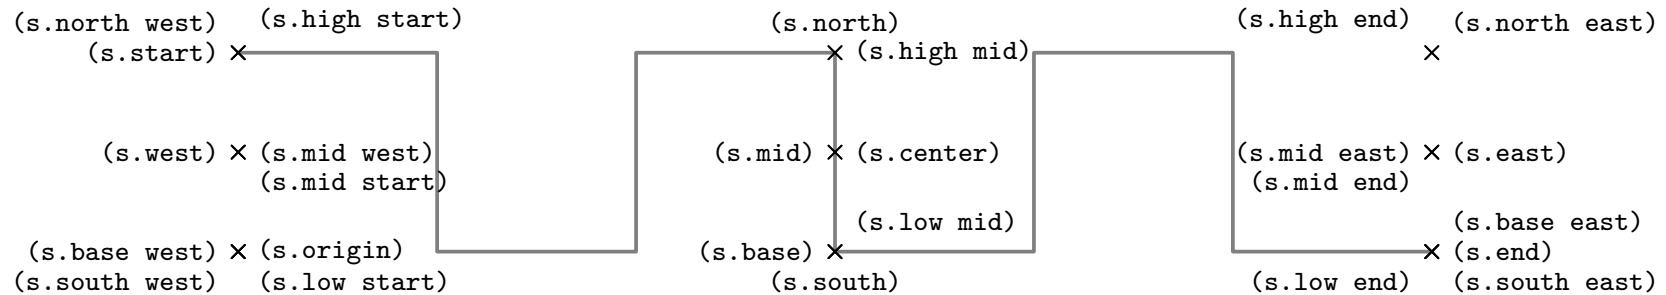 (s.north west) (s.high start) (s.north) (s.high end) (s.north east)
(s.start) (s.high mid)
(s.west) (s.mid west) (s.mid) (s.center) (s.mid east) (s.east)
(s.mid start) (s.mid end)
(s.low mid) (s.base east)
(s.base west) (s.origin) (s.base) (s.end)
(s.south west) (s.low start) (s.south) (s.low end) (s.south east)